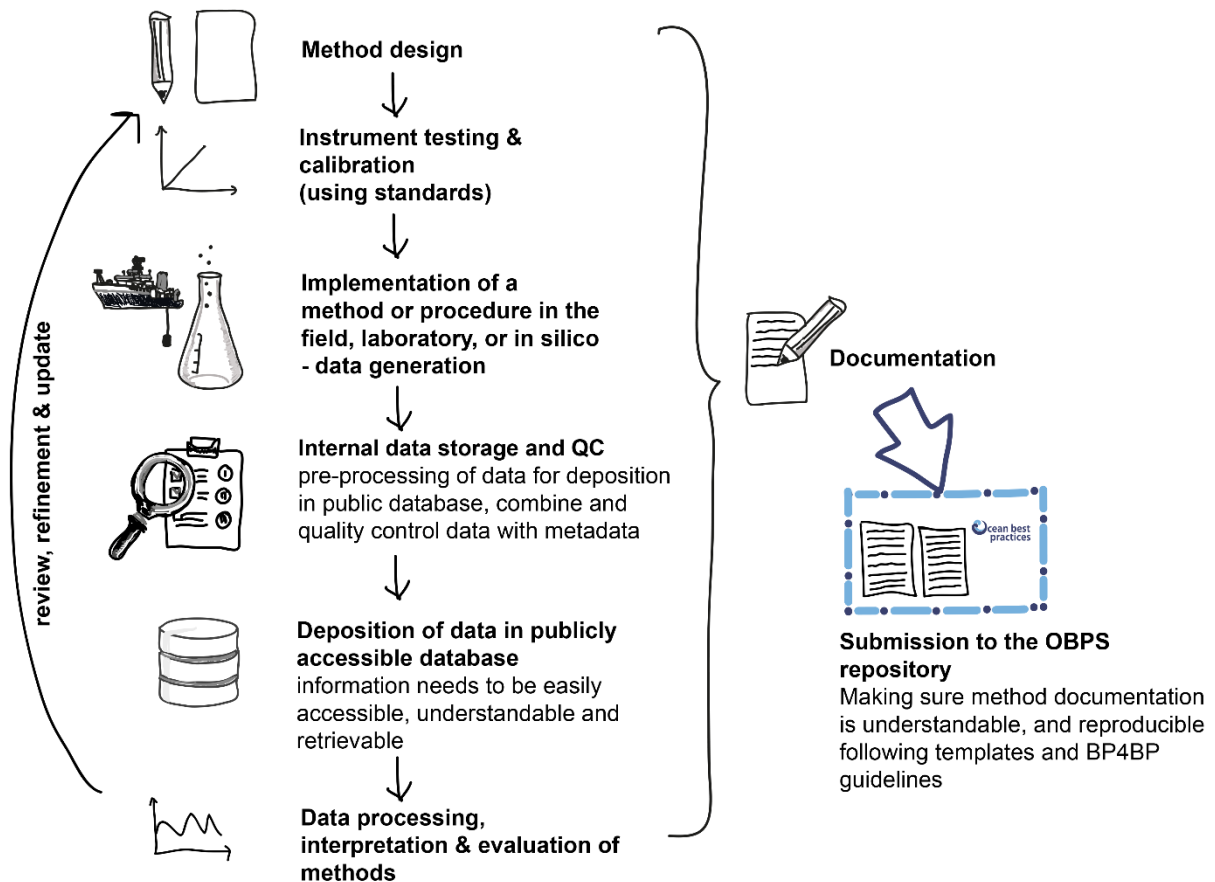 Method design
Instrument testing &
calibration
(using standards)
Implementation of a
method or procedure in the
field, laboratory, or in silico
- data generation
Internal data storage and QC
pre-processing of data for deposition
in public database, combine and
quality control data with metadata
Deposition of data in publicly
accessible database
information needs to be easily
accessible, understandable and
retrievable
Data processing,
interpretation & evaluation of
methods
review, refinement & update
Documentation
Ocean best
practices
Submission to the OBPS
repository
Making sure method documentation
is understandable, and reproducible
following templates and BP4BP
guidelines